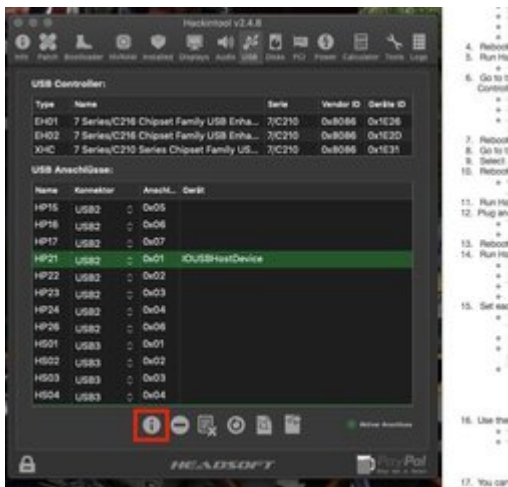 Hackintool v2.4.8
Info Patch Bootloader NVRAM Installed Displays Audio USB Disks PCI Power Calculator Tools Logs
USB Controller:
Type Name Serie Vendor ID Geräte ID
EH01 7 Series/C216 Chipset Family USB Enha... 7/C210 0x8086 0x1E26
EH02 7 Series/C216 Chipset Family USB Enha... 7/C210 0x8086 0x1E2D
XHC 7 Series/C210 Series Chipset Family US... 7/C210 0x8086 0x1E31
USB Anschlüsse:
Name Konnektor Anschl... Gerät
HP15 USB2 0x05
HP16 USB2 0x06
HP17 USB2 0x07
HP21 USB2 0x01 IOUSBHostDevice
HP22 USB2 0x02
HP23 USB2 0x03
HP24 USB2 0x04
HP26 USB2 0x06
HS01 USB3 0x01
HS02 USB3 0x02
HS03 USB3 0x03
HS04 USB3 0x04
Aktive Anschlüsse
HEADSOFT
PayPal
4. Reboot
5. Run
6. Go to
7. Reboot
8. Go to
9. Select
10. Reboot
11. Run
12. Plug
13. Reboot
14. Run
15. Set
16. Use the
17. You can